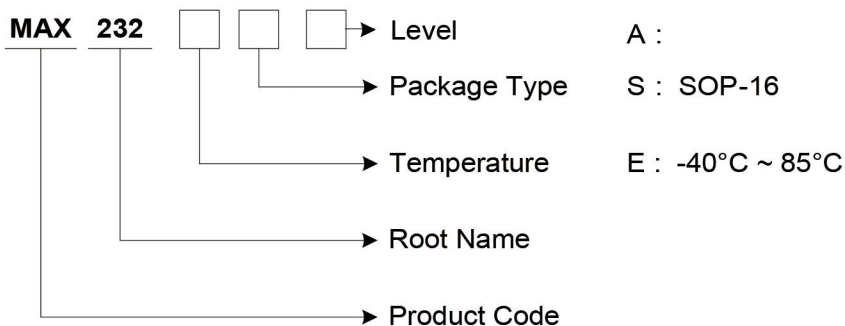 MAX 232 Level A :
Package Type S : SOP-16
Temperature E : -40°C ~ 85°C
Root Name
Product Code